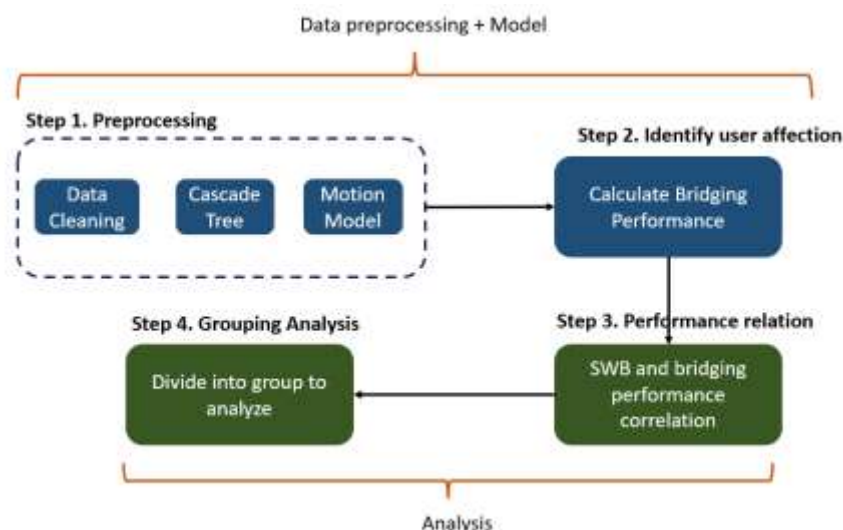 Data preprocessing + Model
Step 1. Preprocessing
Data
Cleaning
Cascade
Tree
Motion
Model
Step 2. Identify user affection
Calculate Bridging
Performance
Step 3. Performance relation
SWB and bridging
performance
correlation
Step 4. Grouping Analysis
Divide into group to
analyze
Analysis